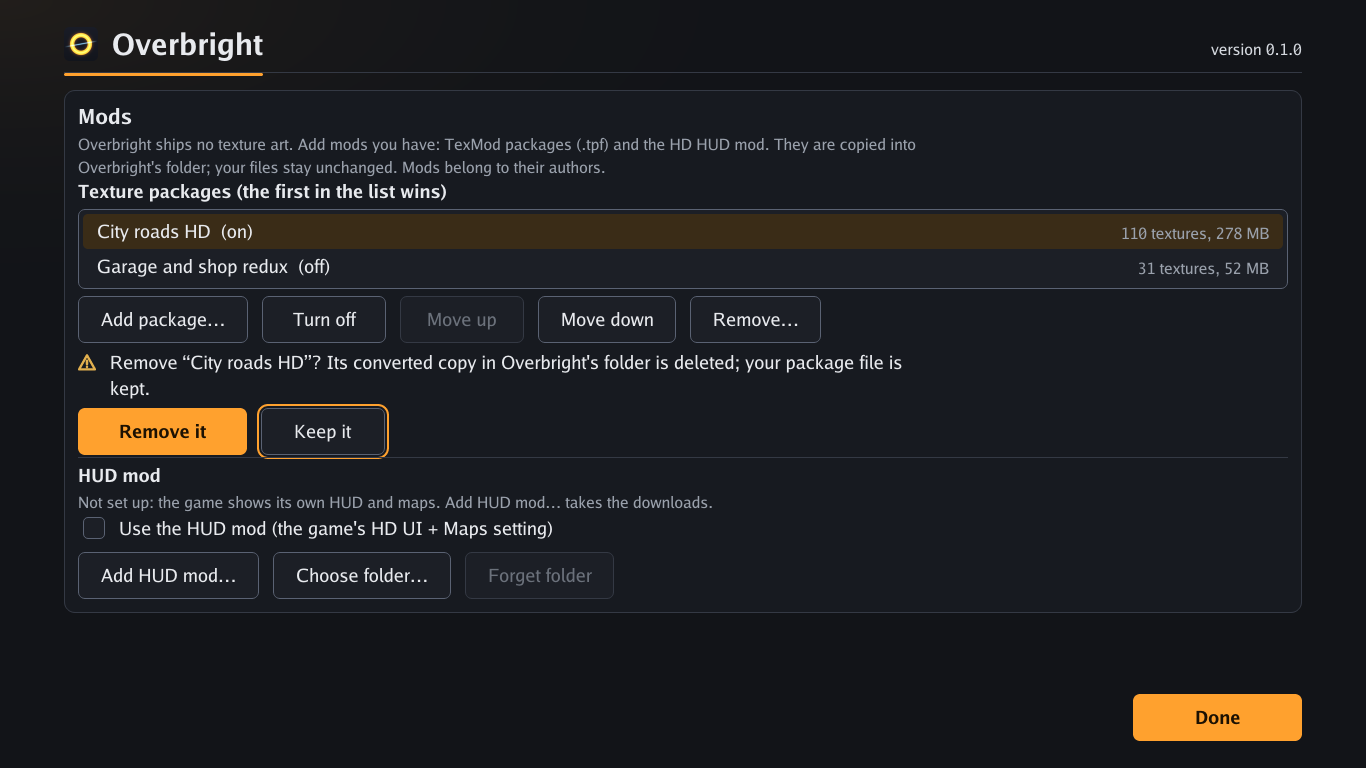 Overbright
version 0.1.0
Mods
Overbright ships no texture art. Add mods you have: TexMod packages (.tpf) and the HD HUD mod. They are copied into
Overbright's folder; your files stay unchanged. Mods belong to their authors.
Texture packages (the first in the list wins)
City roads HD (on)
110 textures, 278 MB
Garage and shop redux (off)
31 textures, 52 MB
Add package…
Turn off
Move up
Move down
Remove…
Remove “City roads HD”? Its converted copy in Overbright's folder is deleted; your package file is
kept.
Remove it
Keep it
HUD mod
Not set up: the game shows its own HUD and maps. Add HUD mod… takes the downloads.
Use the HUD mod (the game's HD UI + Maps setting)
Add HUD mod…
Choose folder…
Forget folder
Done